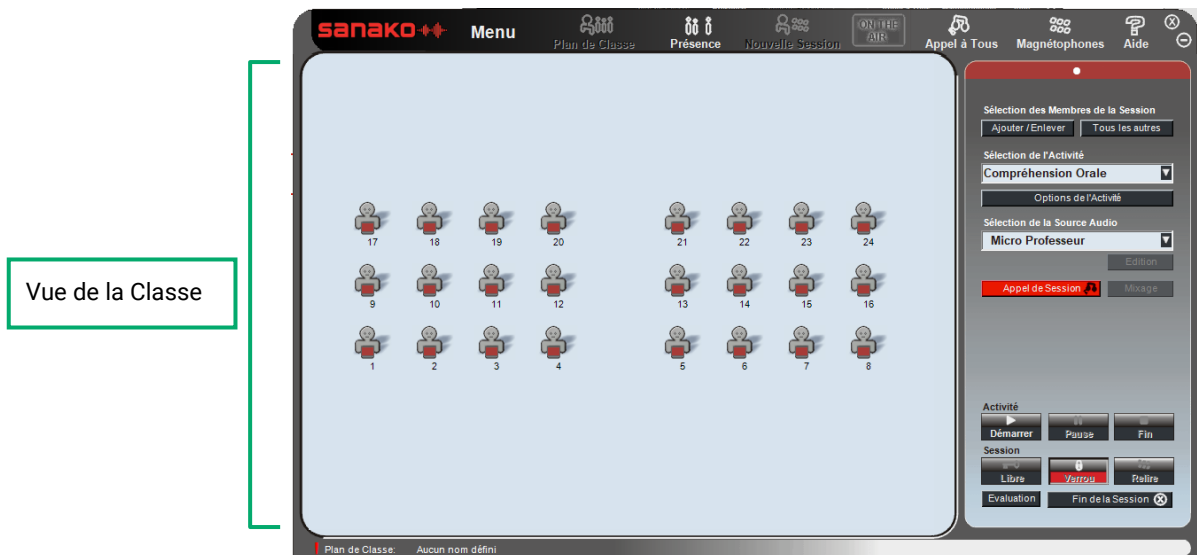 sanako
Menu
Plan de Classe
Présence
Nouvelle Session
ON THE
AIR
Appel à Tous
Magnétophones
Aide
Vue de la Classe
17 18 19 20 21 22 23 24
9 10 11 12 13 14 15 16
1 2 3 4 5 6 7 8
Sélection des Membres de la Session
Ajouter / Enlever
Tous les autres
Sélection de l'Activité
Compréhension Orale
Options de l'Activité
Sélection de la Source Audio
Micro Professeur
Edition
Appel de Session
Mixage
Activité
Démarrer
Pause
Fin
Session
Libre
Verrou
Relire
Evaluation
Fin de la Session
Plan de Classe: Aucun nom défini